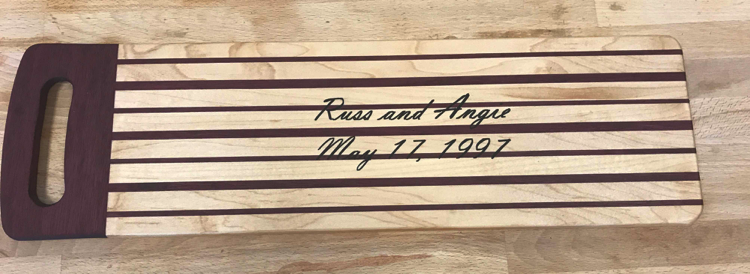 Russ and Angie
May 17, 1997